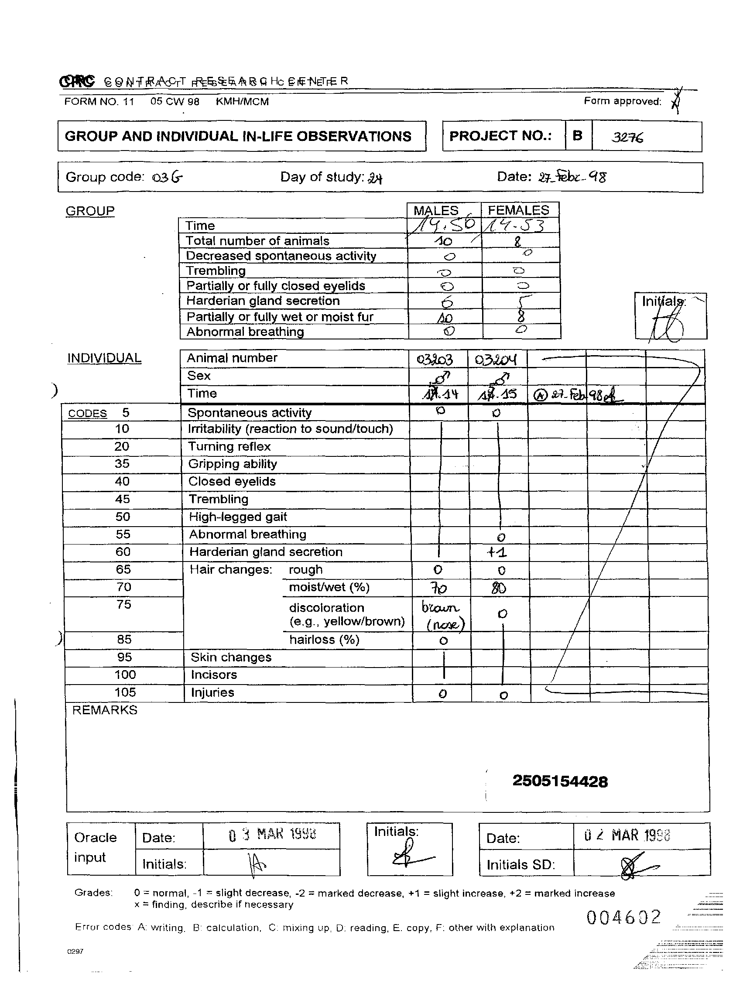 CRC CONTRACT RESEARCH CENTER
FORM NO. 11 05 CW 98 KMH/MCM Form approved:
GROUP AND INDIVIDUAL IN-LIFE OBSERVATIONS PROJECT NO.: B 3276
Group code: 03G Day of study: 24 Date: 27-Febr-98
GROUP MALES FEMALES
Time 14.50 14.53
Total number of animals 10 8
Decreased spontaneous activity 0 0
Trembling 0 0
Partially or fully closed eyelids 0 0
Harderian gland secretion 6 5 Initials:
Partially or fully wet or moist fur 10 8
Abnormal breathing 0 0
INDIVIDUAL Animal number 03203 03204
Sex ♂ ♂
Time 14 15 Ⓐ 27-Feb 98
CODES 5 Spontaneous activity 0 0
10 Irritability (reaction to sound/touch)
20 Turning reflex
35 Gripping ability
40 Closed eyelids
45 Trembling
50 High-legged gait
55 Abnormal breathing 0
60 Harderian gland secretion +1
65 Hair changes: rough 0 0
70 moist/wet (%) 70 80
75 discoloration brown 0
(e.g., yellow/brown) (nose)
85 hairloss (%) 0
95 Skin changes
100 Incisors
105 Injuries 0 0
REMARKS
2505154428
Oracle input Date: 03 MAR 1998 Initials: Date: 02 MAR 1998
Initials: Initials SD:
Grades: 0 = normal, -1 = slight decrease, -2 = marked decrease, +1 = slight increase, +2 = marked increase
x = finding, describe if necessary
004602
Error codes A: writing, B: calculation, C: mixing up, D: reading, E: copy, F: other with explanation
0297